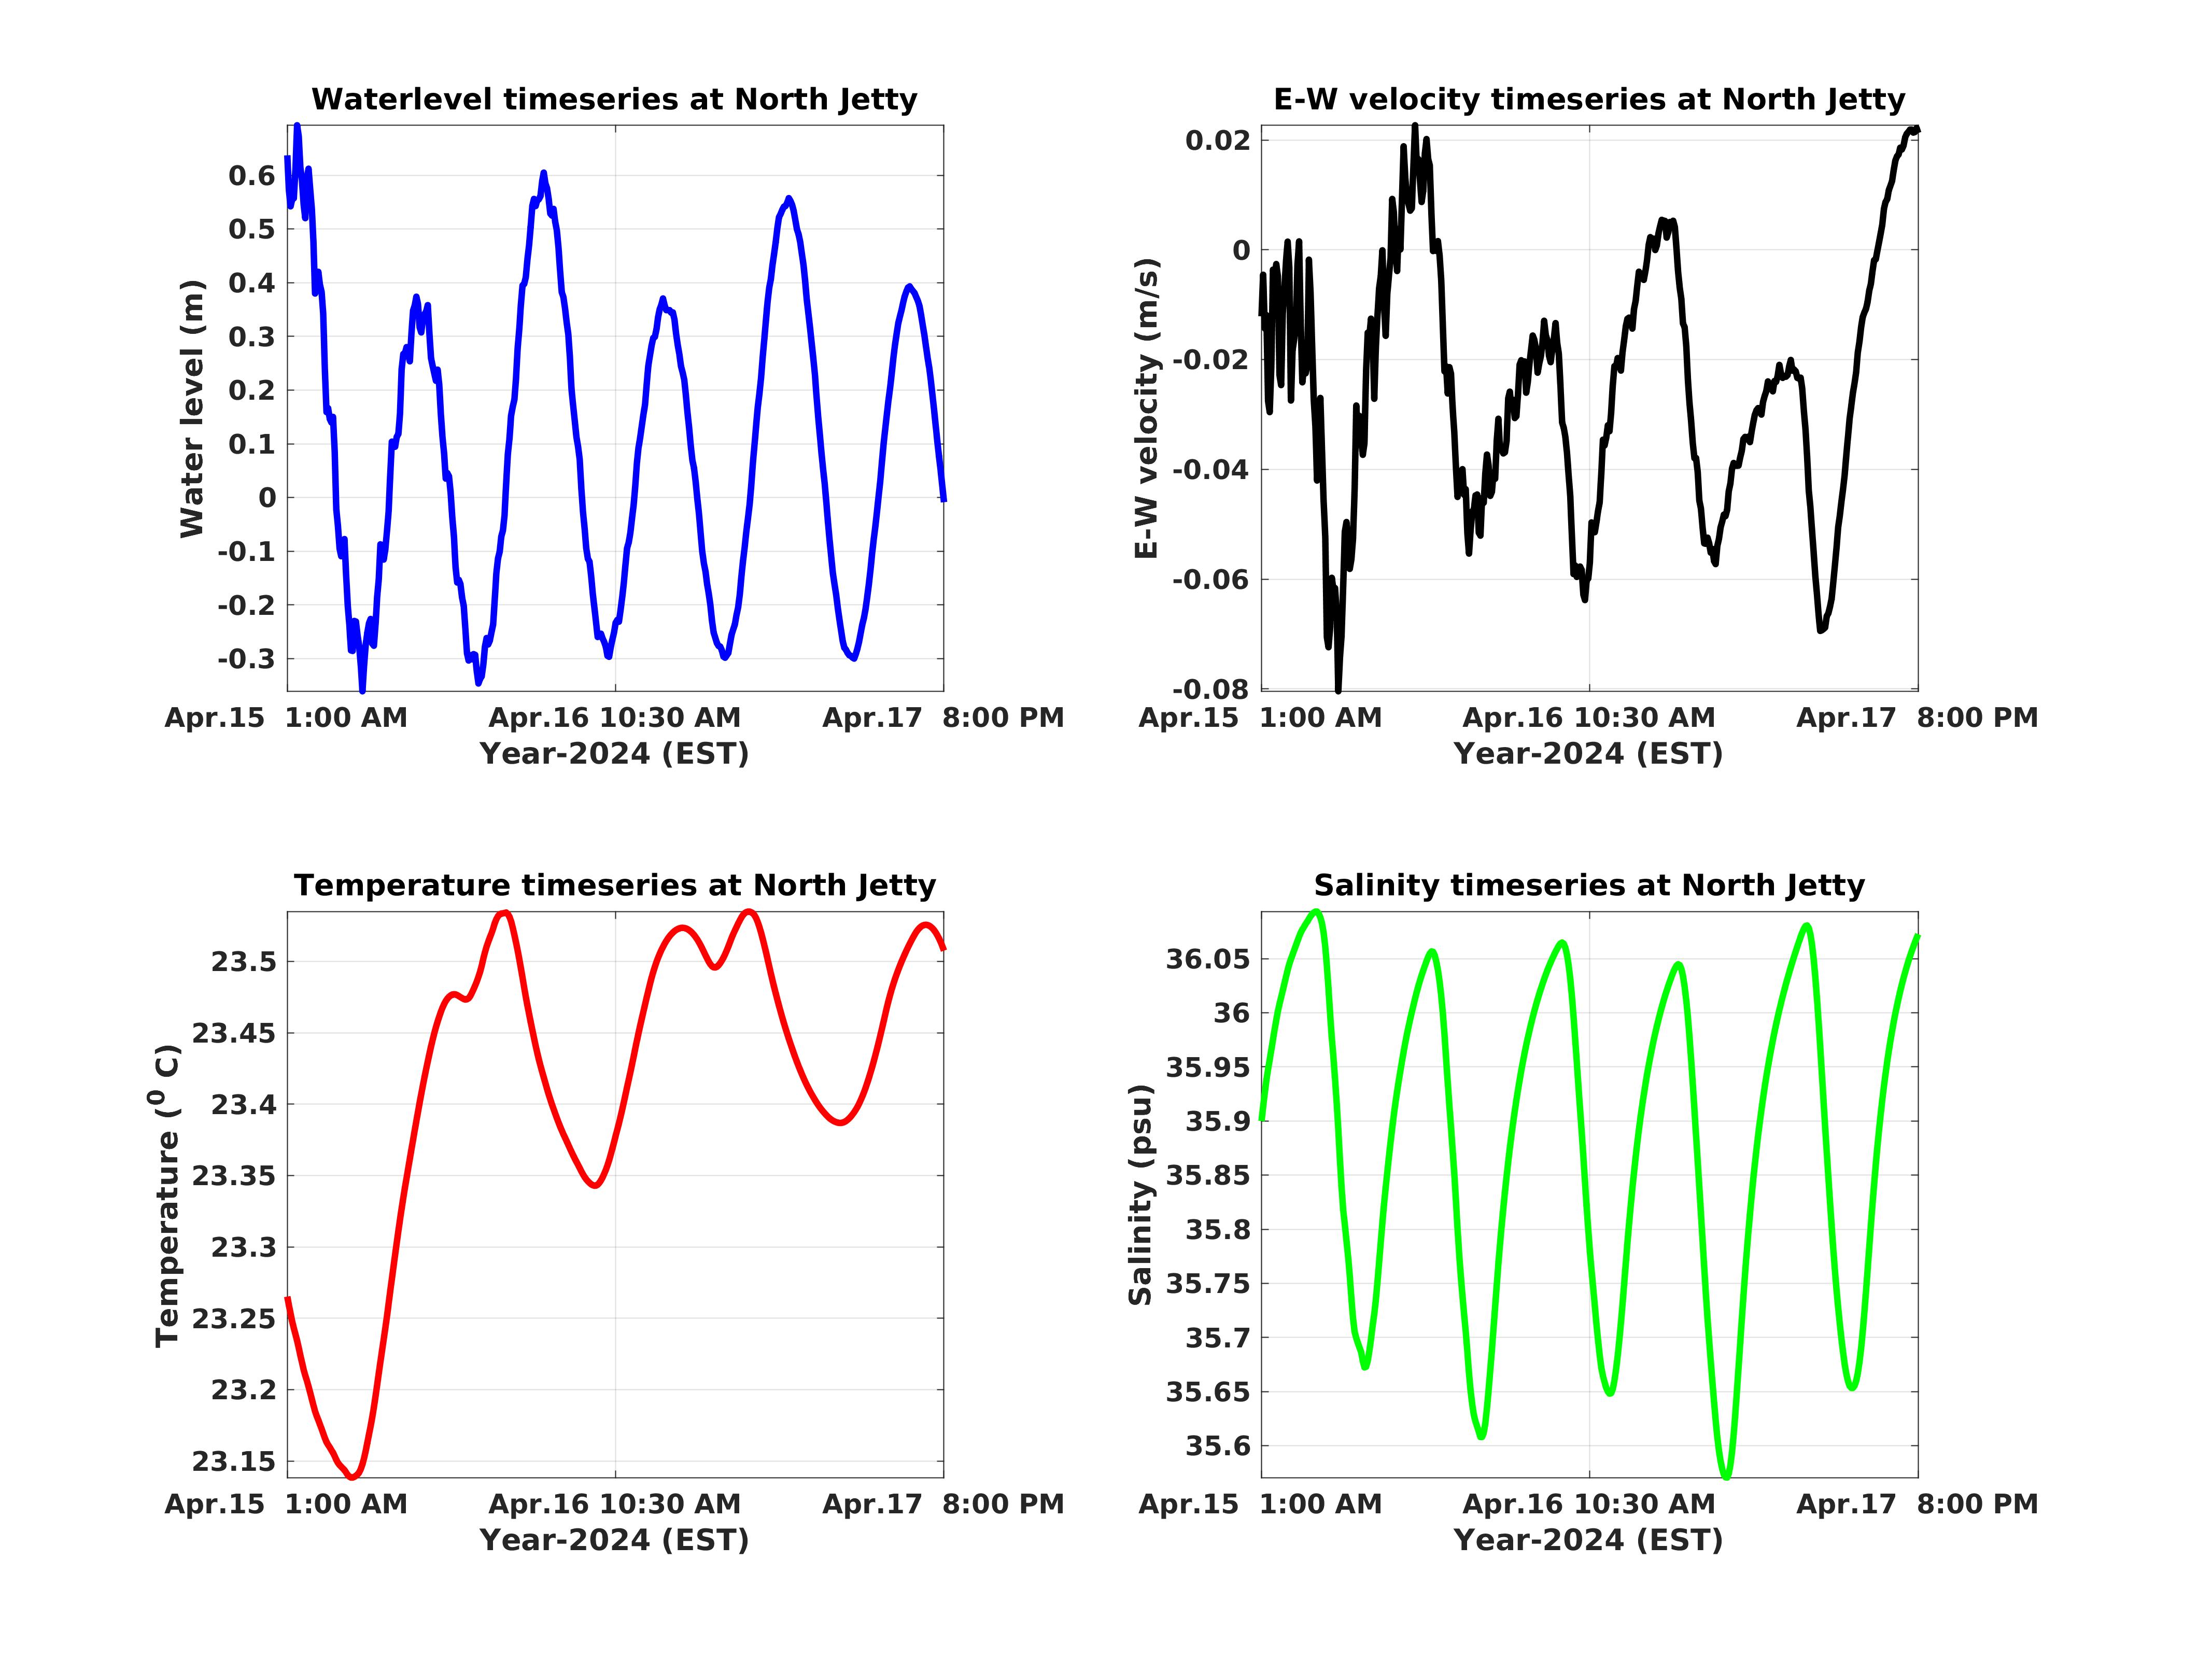 Waterlevel timeseries at North Jetty
0.6
0.5
0.4
0.3
0.2
0.1
0
-0.1
-0.2
-0.3
Water level (m)
Apr.15 1:00 AM
Apr.16 10:30 AM
Apr.17 8:00 PM
Year-2024 (EST)
E-W velocity timeseries at North Jetty
0.02
0
-0.02
-0.04
-0.06
-0.08
E-W velocity (m/s)
Apr.15 1:00 AM
Apr.16 10:30 AM
Apr.17 8:00 PM
Year-2024 (EST)
Temperature timeseries at North Jetty
23.5
23.45
23.4
23.35
23.3
23.25
23.2
23.15
Temperature (⁰ C)
Apr.15 1:00 AM
Apr.16 10:30 AM
Apr.17 8:00 PM
Year-2024 (EST)
Salinity timeseries at North Jetty
36.05
36
35.95
35.9
35.85
35.8
35.75
35.7
35.65
35.6
Salinity (psu)
Apr.15 1:00 AM
Apr.16 10:30 AM
Apr.17 8:00 PM
Year-2024 (EST)